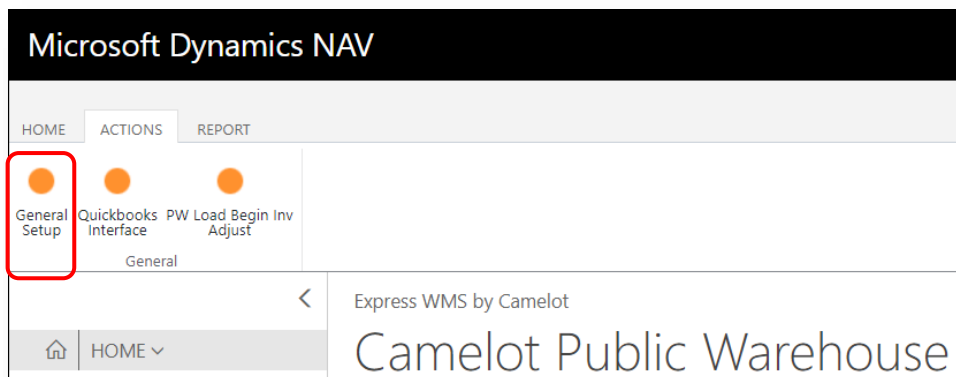 Microsoft Dynamics NAV
HOME ACTIONS REPORT
General Setup
Quickbooks Interface
PW Load Begin Inv Adjust
General
Express WMS by Camelot
HOME
Camelot Public Warehouse